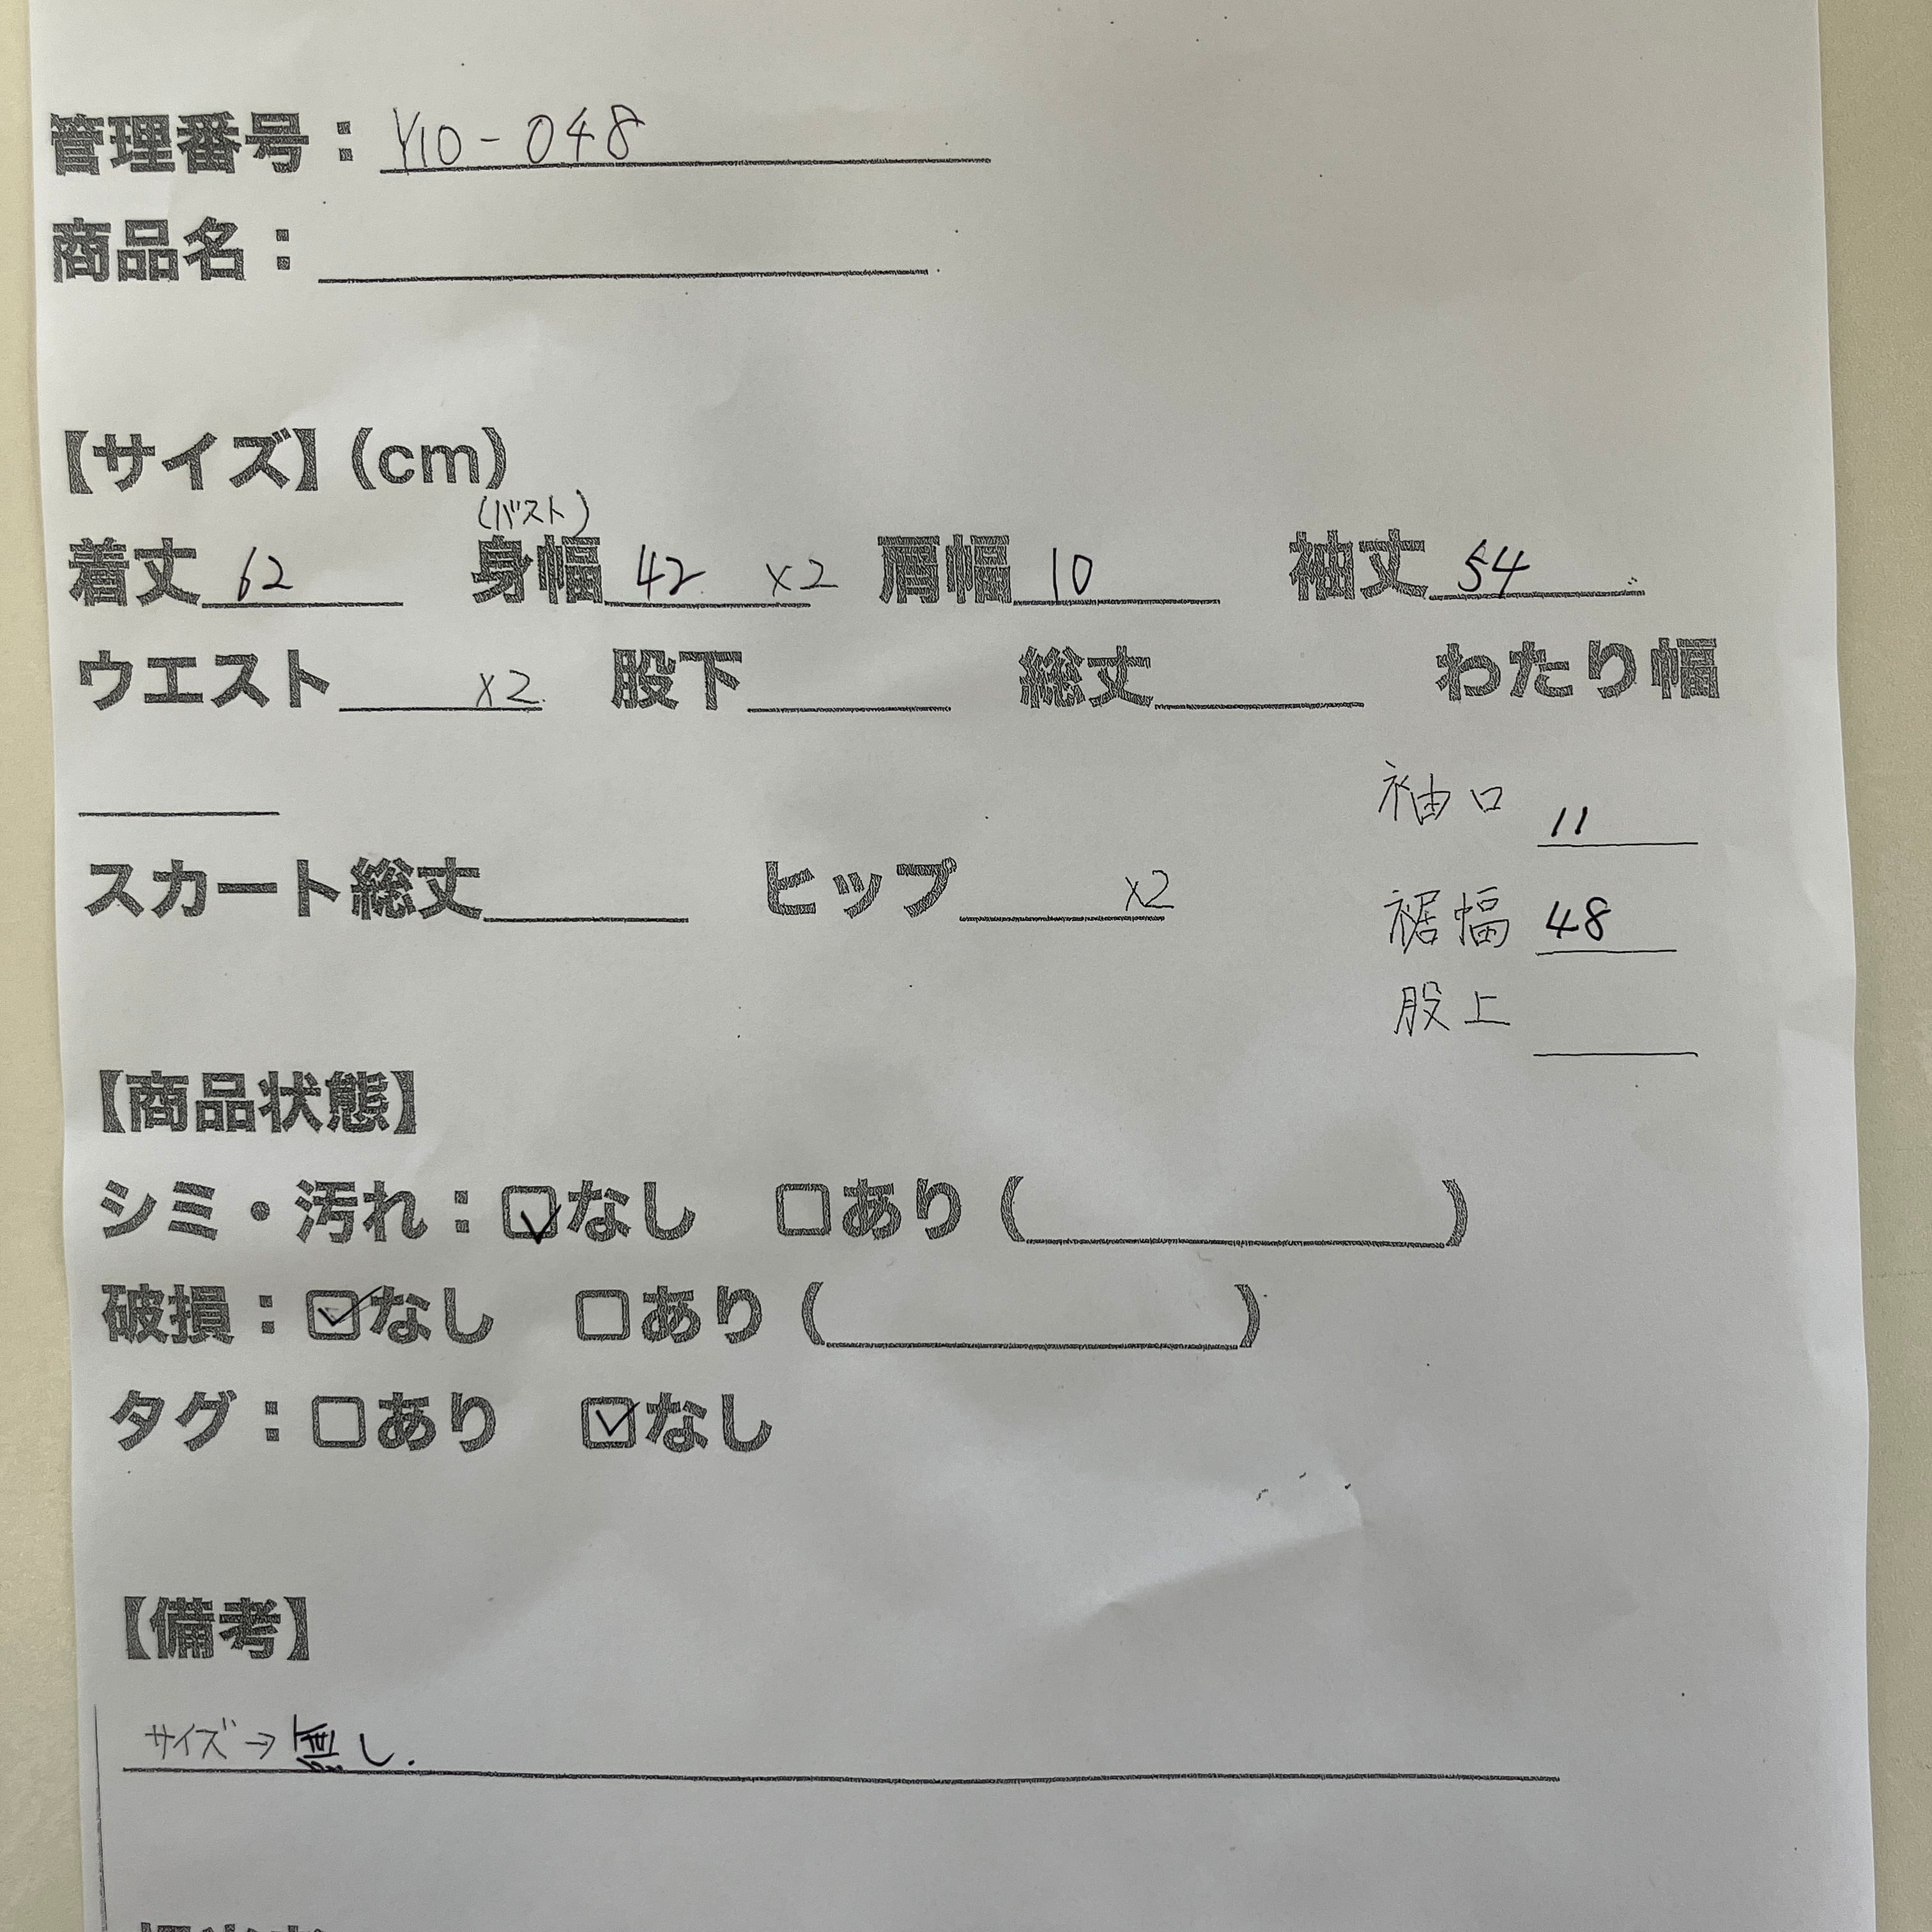 管理番号：Y10-048
商品名：
【サイズ】(cm)
(バスト)
着丈 62 身幅 42 ×2 肩幅 10 袖丈 54
ウエスト ×2 股下 総丈 わたり幅
袖口 11
スカート総丈 ヒップ ×2
裾幅 48
股上
【商品状態】
シミ・汚れ：☑なし □あり( )
破損：☑なし □あり( )
タグ：□あり ☑なし
【備考】
サイズ→無し.